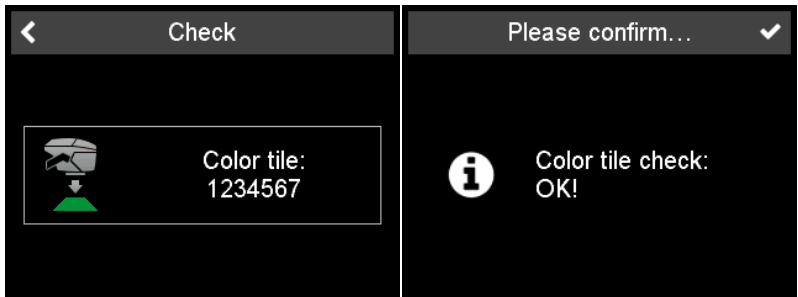 Check
Color tile:
1234567
Please confirm...
Color tile check:
OK!